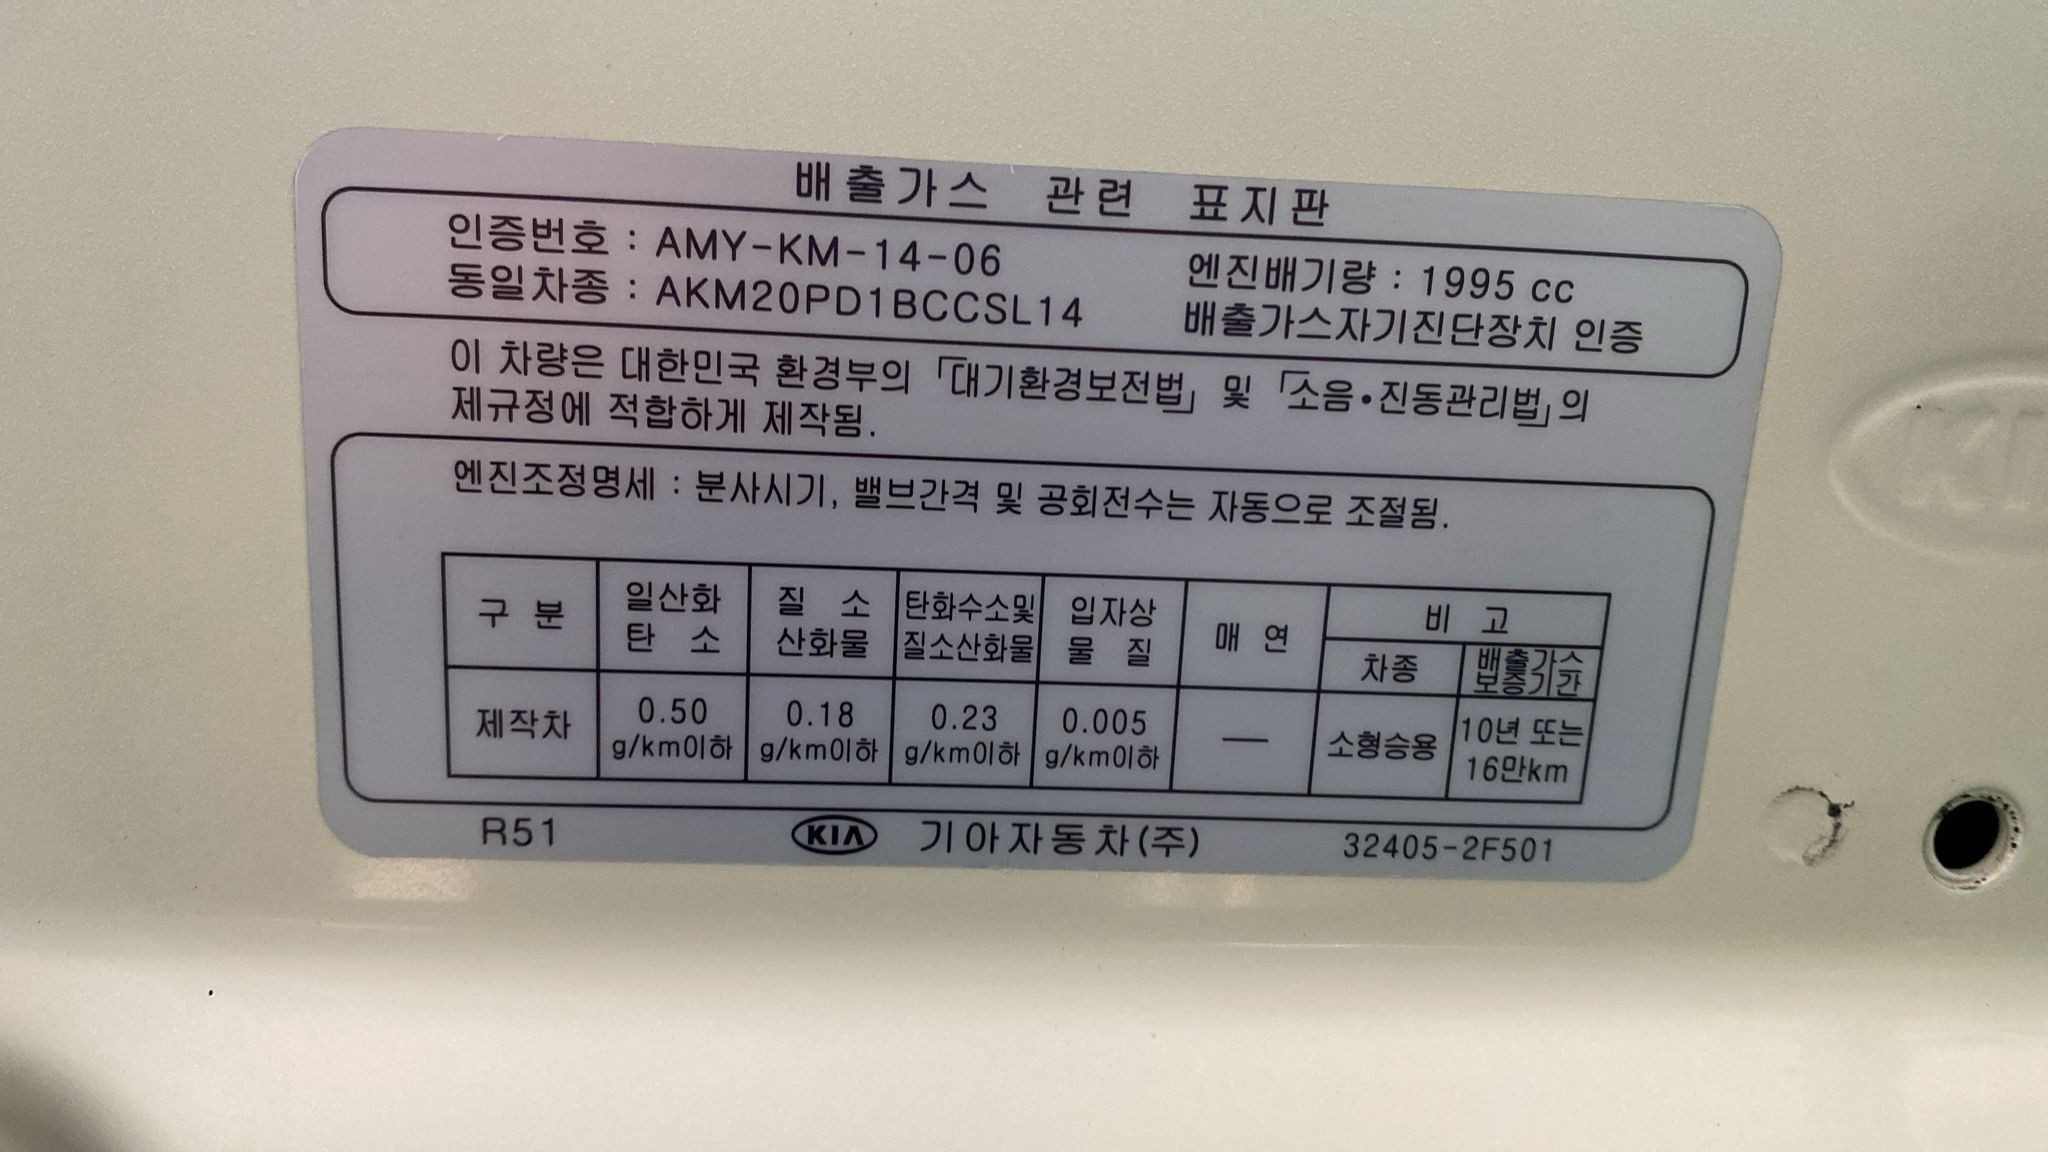 배출가스 관련 표지판
인증번호 : AMY-KM-14-06 엔진배기량 : 1995 cc
동일차종 : AKM20PD1BCCSL14 배출가스자기진단장치 인증
이 차량은 대한민국 환경부의 「대기환경보전법」 및 「소음•진동관리법」의
제규정에 적합하게 제작됨.
엔진조정명세 : 분사시기, 밸브간격 및 공회전수는 자동으로 조절됨.
구 분 일산화 탄 소 질 소 산화물 탄화수소및 질소산화물 입자상 물 질 매 연 비 고
차종 배출가스 보증기간
제작차 0.50 g/km이하 0.18 g/km이하 0.23 g/km이하 0.005 g/km이하 — 소형승용 10년 또는 16만km
R51 KIA 기아자동차(주) 32405-2F501